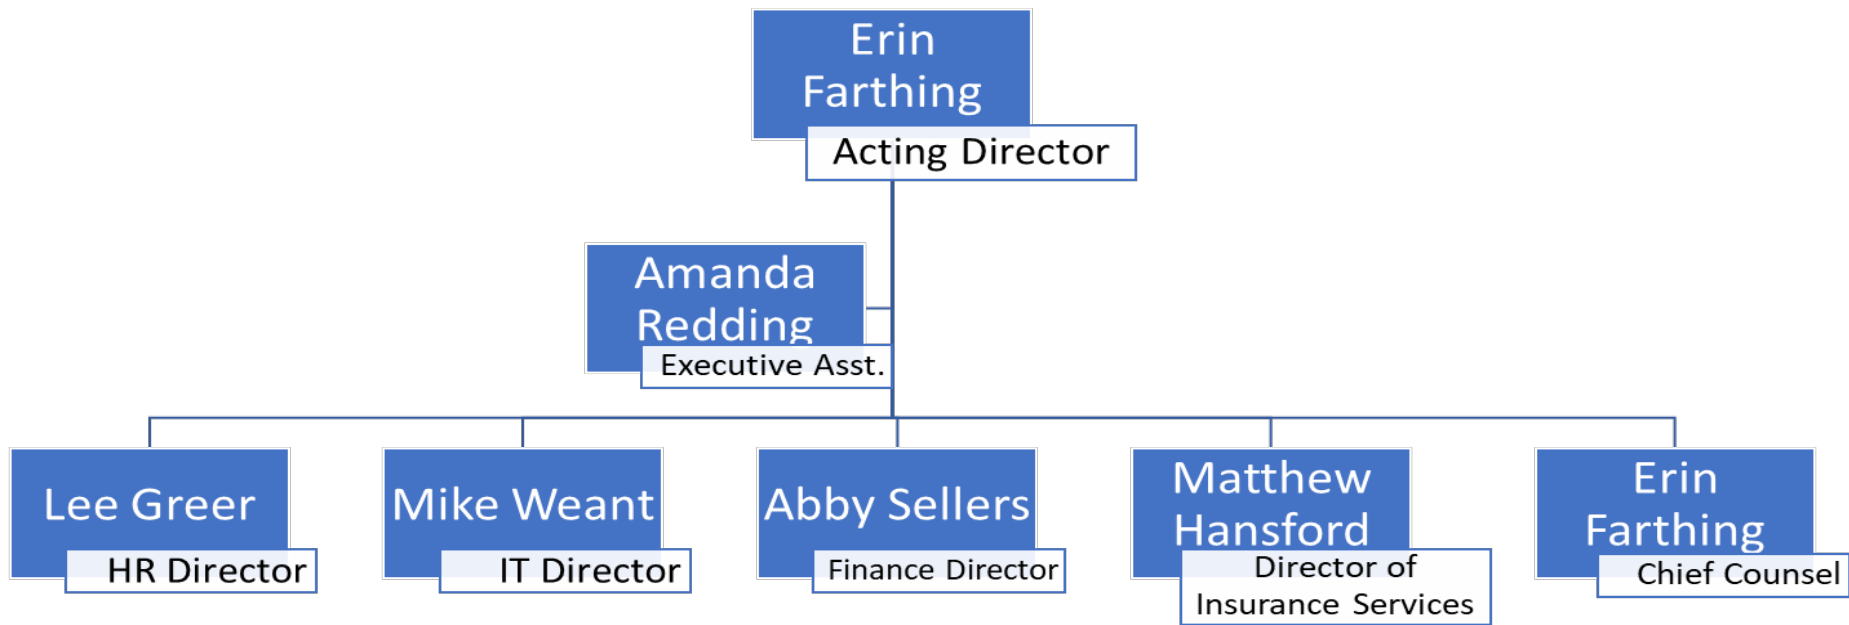 Erin
Farthing
Acting Director
Amanda
Redding
Executive Asst.
Lee Greer
HR Director
Mike Weant
IT Director
Abby Sellers
Finance Director
Matthew
Hansford
Director of
Insurance Services
Erin
Farthing
Chief Counsel